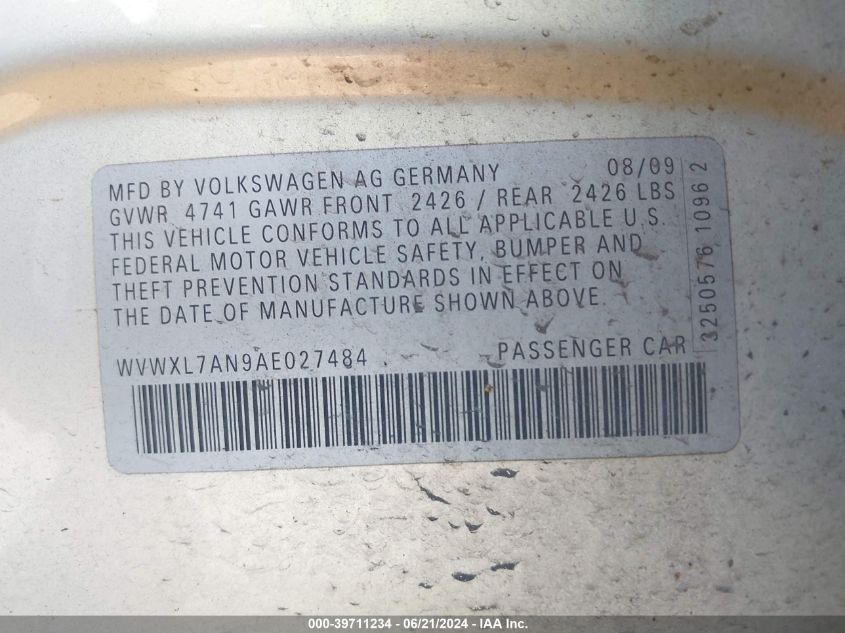 MFD BY VOLKSWAGEN AG GERMANY 08/09
GVWR 4741 GAWR FRONT 2426 / REAR 2426 LBS
THIS VEHICLE CONFORMS TO ALL APPLICABLE U.S.
FEDERAL MOTOR VEHICLE SAFETY, BUMPER AND
THEFT PREVENTION STANDARDS IN EFFECT ON
THE DATE OF MANUFACTURE SHOWN ABOVE.
WVWXL7AN9AE027484 PASSENGER CAR
3250576 1096 2
000-39711234 - 06/21/2024 - IAA Inc.